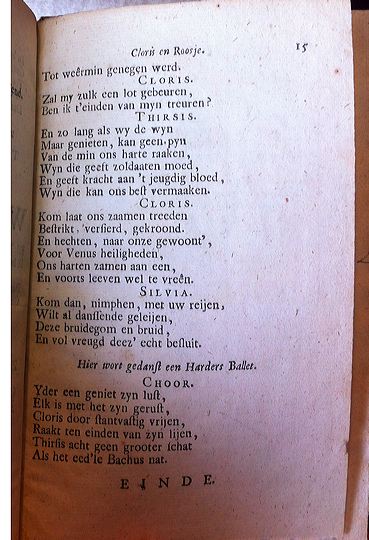 Cloris en Roosje. 15
Tot weêrmin genegen werd.
CLORIS.
Zal my zulk een lot gebeuren,
Ben ik t'einden van myn treuren?
THIRSIS.
En zo lang als wy de wyn
Maar genieten, kan geen pyn
Van de min ons harte raaken,
Wyn die geeft zoldaaten moed,
En geeft kracht aan 't jeugdig bloed,
Wyn die kan ons best vermaaken.
CLORIS.
Kom laat ons zaamen treeden
Bestrikt, versierd, gekroond.
En hechten, naar onze gewoont',
Voor Venus heiligheden,
Ons harten zamen aan een,
En voorts leeven wel te vreên.
SILVIA.
Kom dan, nimphen, met uw reijen,
Wilt al danssende geleijen,
Deze bruidegom en bruid,
En vol vreugd deez' echt besluit.
Hier wort gedanst een Harders Ballet.
CHOOR.
Yder een geniet zyn lust,
Elk is met het zyn gerust,
Cloris door stantvastig vryen,
Raakt ten einden van zyn lijen,
Thirsis acht geen grooter schat
Als het eed'le Bachus nat.
EINDE.